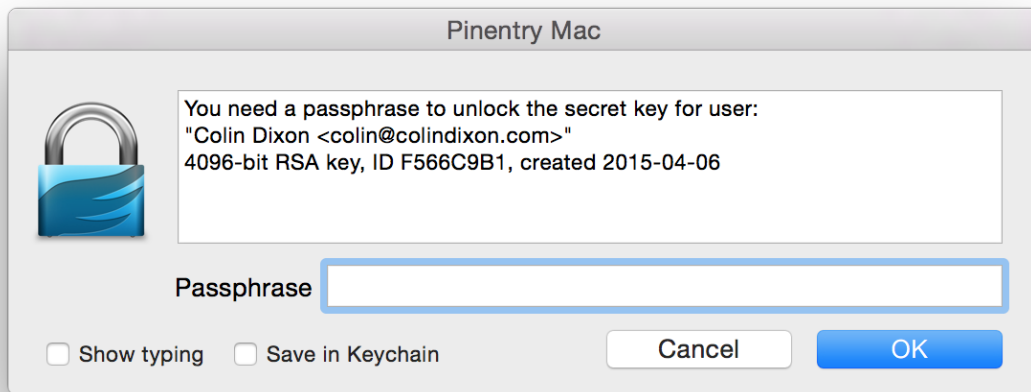 Pinentry Mac
You need a passphrase to unlock the secret key for user:
"Colin Dixon <colin@colindixon.com>"
4096-bit RSA key, ID F566C9B1, created 2015-04-06
Passphrase
Show typing
Save in Keychain
Cancel
OK